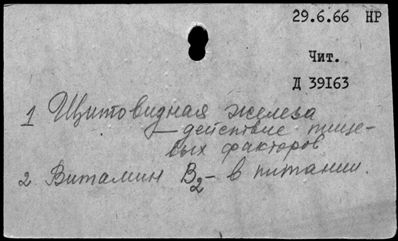 29.6.66 НР
Чит.
Д 39163
1 Щитовидная железа
– действие пище-
вых факторов
2 Витамин В2 – в питании.